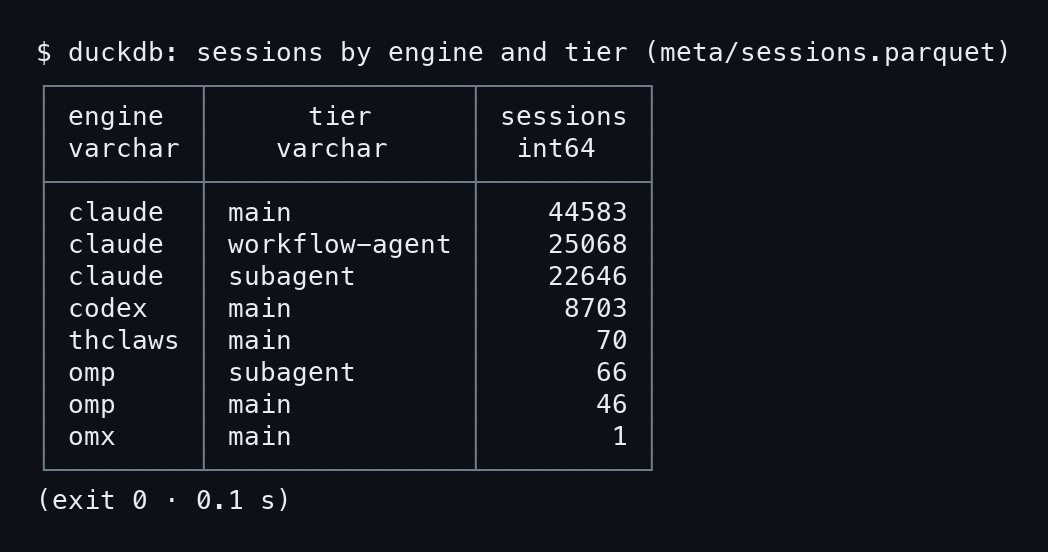 $ duckdb: sessions by engine and tier (meta/sessions.parquet)
engine tier sessions
varchar varchar int64
claude main 44583
claude workflow-agent 25068
claude subagent 22646
codex main 8703
thclaws main 70
omp subagent 66
omp main 46
omx main 1
(exit 0 · 0.1 s)